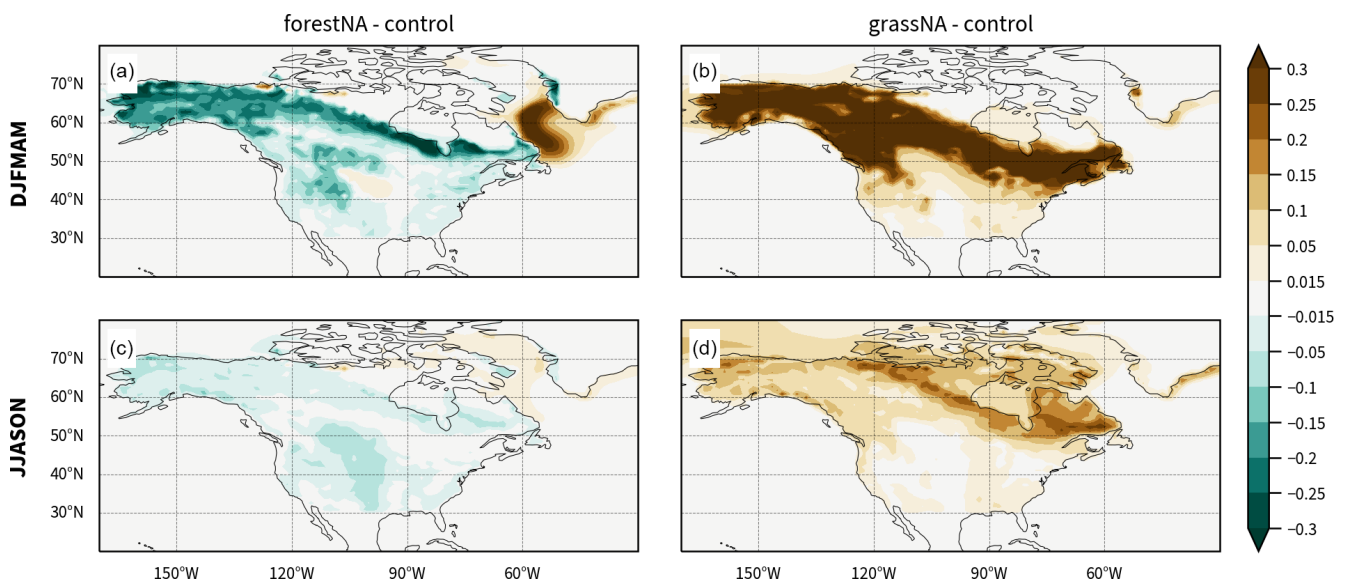 forestNA - control
grassNA - control
DJFMAM
(a)
70°N
60°N
50°N
40°N
30°N
(b)
0.3
0.25
0.2
0.15
0.1
0.05
0.015
−0.015
−0.05
−0.1
−0.15
−0.2
−0.25
−0.3
JJASON
(c)
70°N
60°N
50°N
40°N
30°N
(d)
150°W
120°W
90°W
60°W
150°W
120°W
90°W
60°W